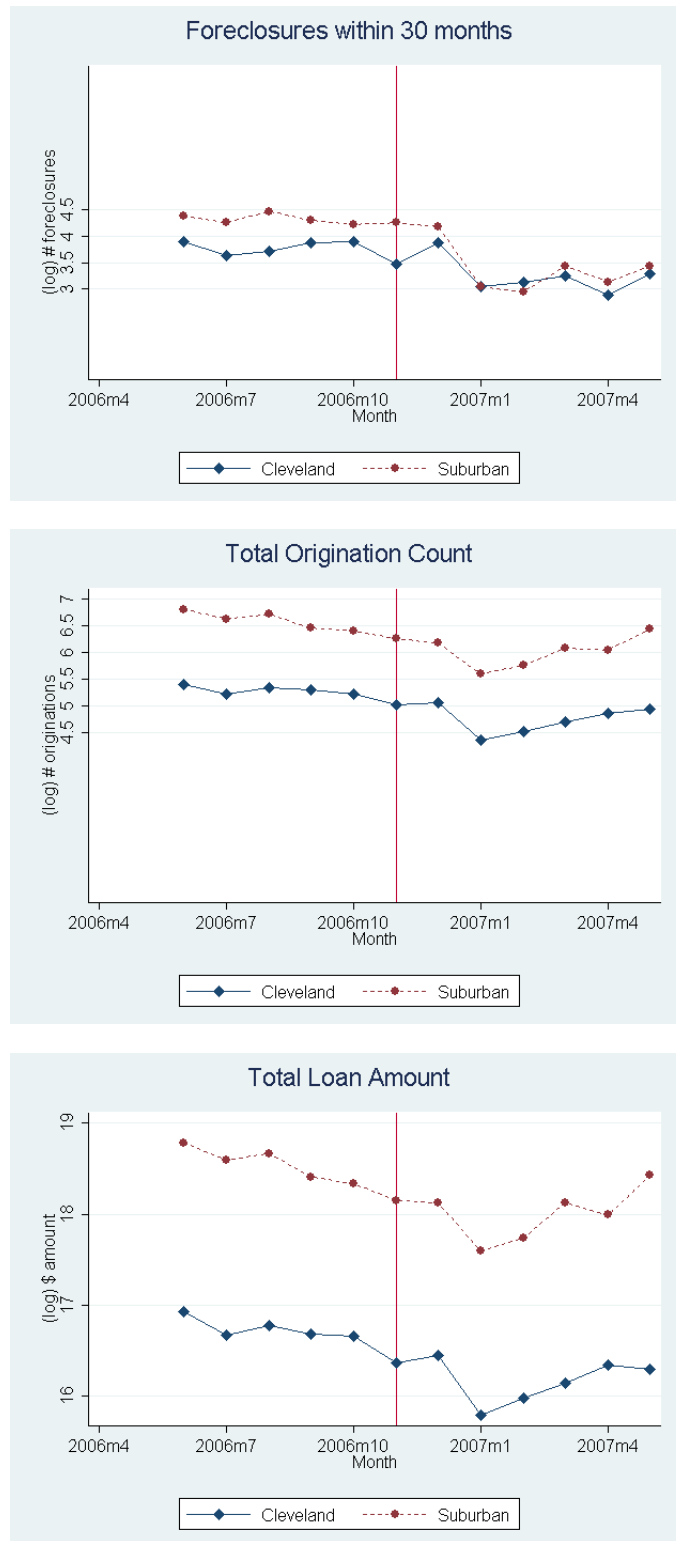 Foreclosures within 30 months
(log) # foreclosures
4.5
4
3.5
3
2006m4 2006m7 2006m10 2007m1 2007m4
Month
Cleveland Suburban
Total Origination Count
(log) # originations
7
6.5
6
5.5
5
4.5
2006m4 2006m7 2006m10 2007m1 2007m4
Month
Cleveland Suburban
Total Loan Amount
(log) $ amount
19
18
17
16
2006m4 2006m7 2006m10 2007m1 2007m4
Month
Cleveland Suburban